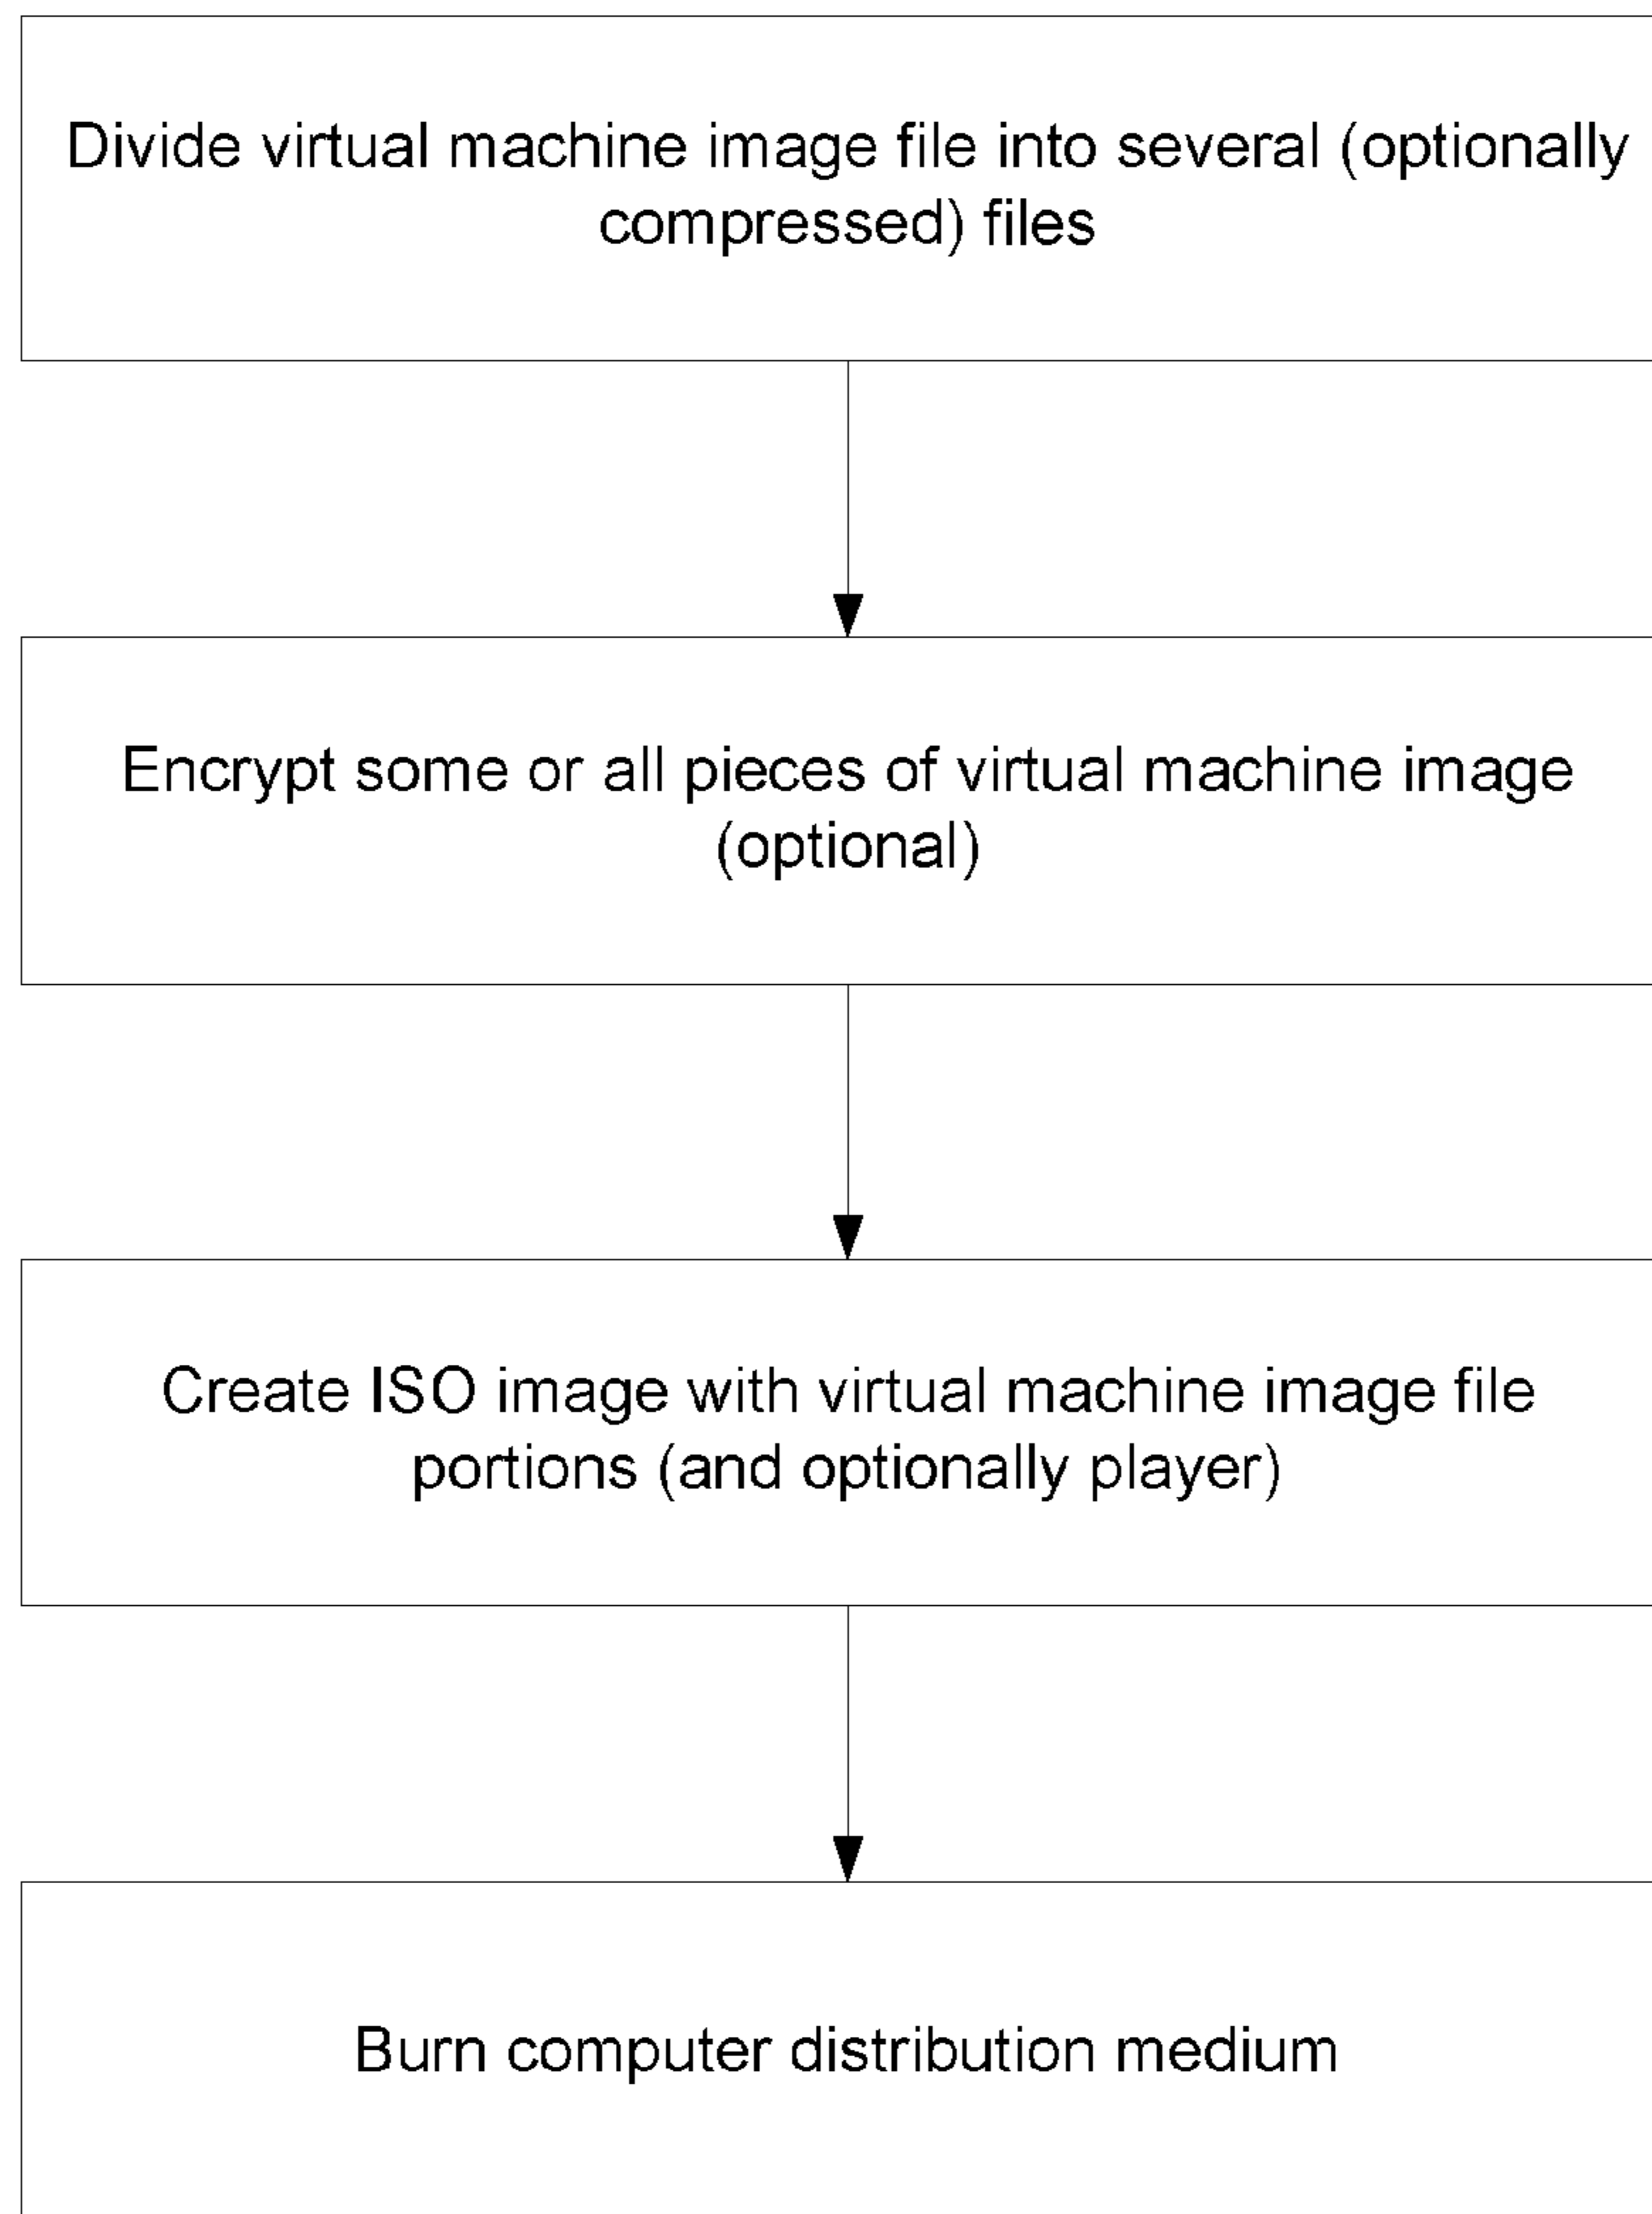 Divide virtual machine image file into several (optionally
compressed) files
Encrypt some or all pieces of virtual machine image
(optional)
Create ISO image with virtual machine image file
portions (and optionally player)
Burn computer distribution medium